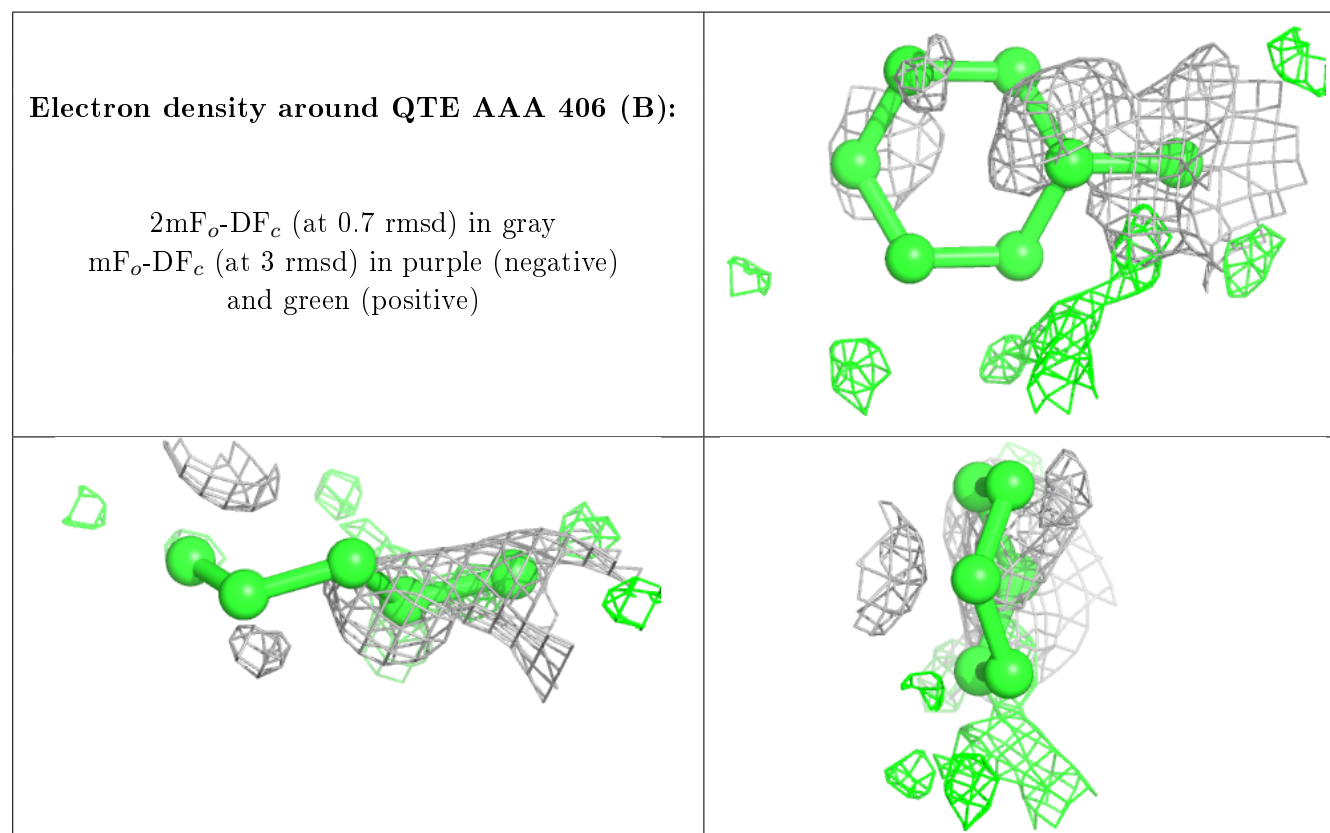 Electron density around QTE AAA 406 (B):
2mFₒ-DF𝒸 (at 0.7 rmsd) in gray
mFₒ-DF𝒸 (at 3 rmsd) in purple (negative)
and green (positive)